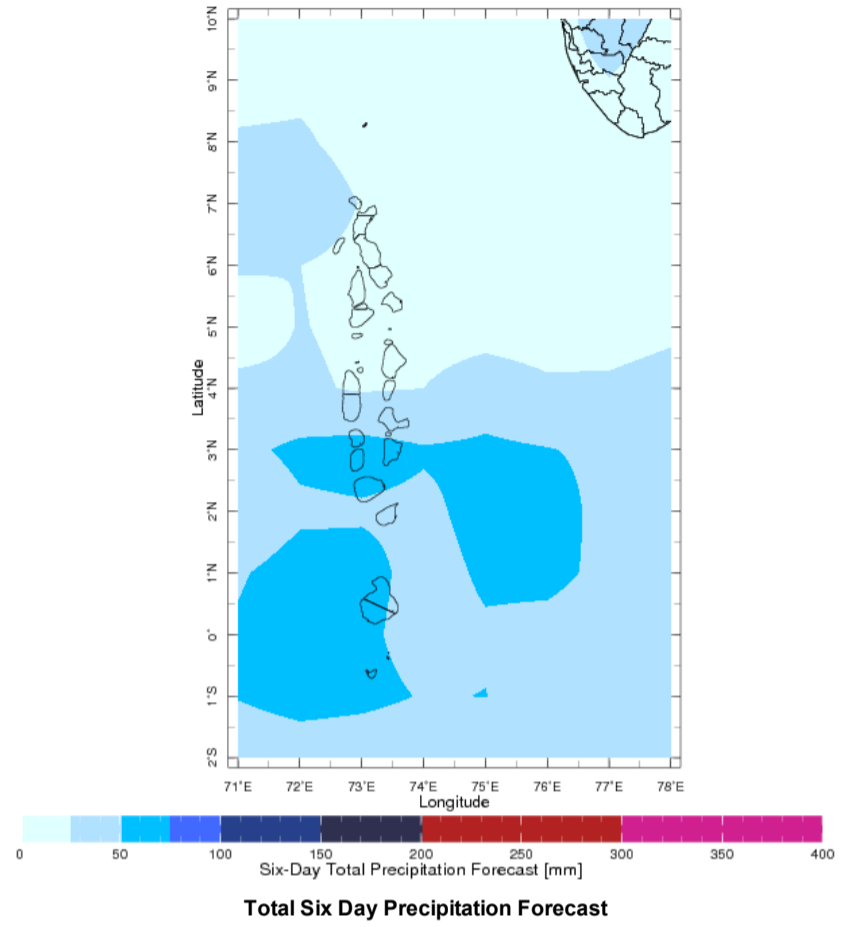 10°N
9°N
8°N
7°N
6°N
5°N
4°N
3°N
2°N
1°N
0°
1°S
2°S
Latitude
71°E 72°E 73°E 74°E 75°E 76°E 77°E 78°E
Longitude
0 50 100 150 200 250 300 350 400
Six-Day Total Precipitation Forecast [mm]
Total Six Day Precipitation Forecast